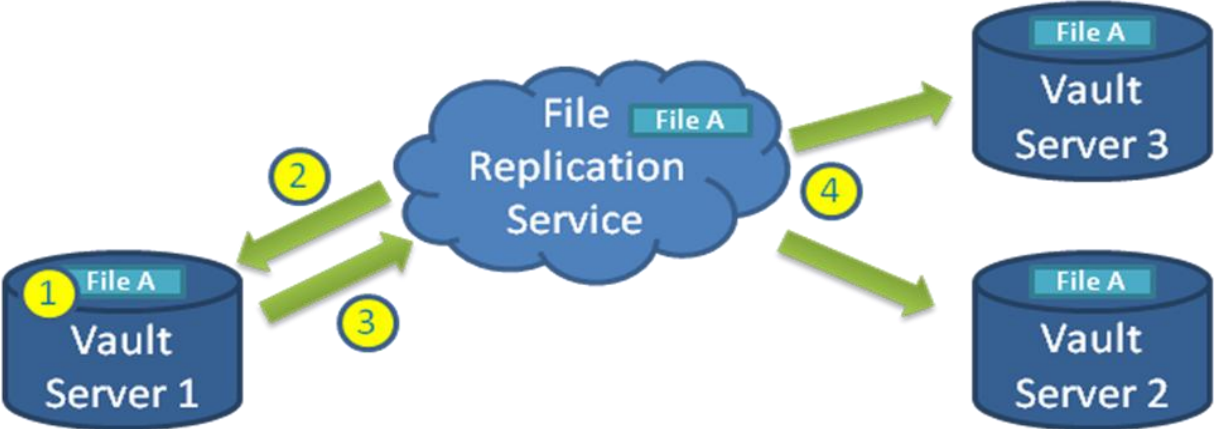 File A
Vault
Server 3
File
File A
Replication
Service
2
4
3
1
File A
Vault
Server 1
File A
Vault
Server 2